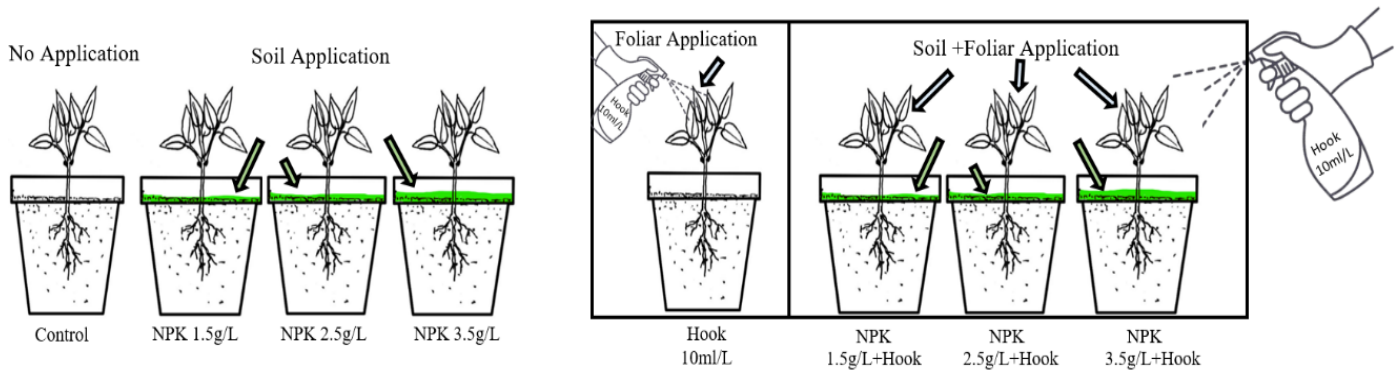 No Application
Soil Application
Control
NPK 1.5g/L
NPK 2.5g/L
NPK 3.5g/L
Foliar Application
Hook
10ml/L
Hook
10ml/L
Soil +Foliar Application
NPK
1.5g/L+Hook
NPK
2.5g/L+Hook
NPK
3.5g/L+Hook
Hook
10ml/L